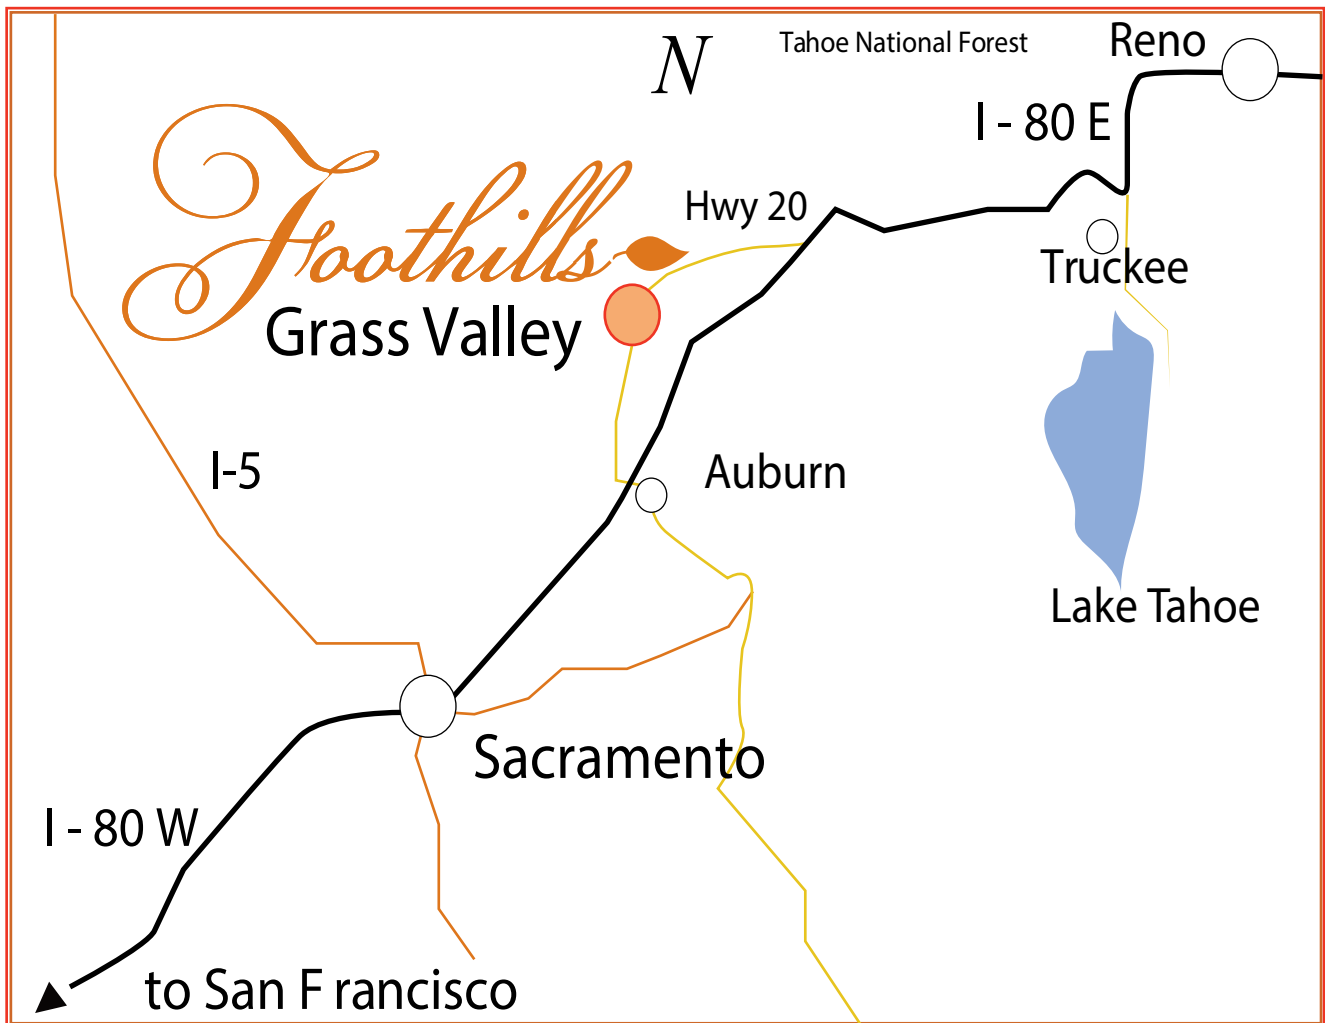 Reno
N
Tahoe National Forest
I - 80 E
Hwy 20
Foothills
Truckee
Grass Valley
I-5
Auburn
Lake Tahoe
Sacramento
I - 80 W
to San F rancisco